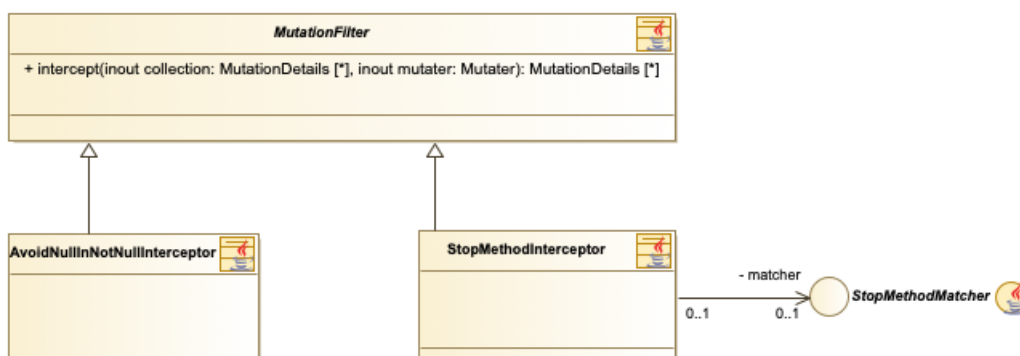 MutationFilter
+ intercept(inout collection: MutationDetails [*], inout mutater: Mutater): MutationDetails [*]
AvoidNullInNotNullInterceptor
StopMethodInterceptor
- matcher
StopMethodMatcher
0..1
0..1